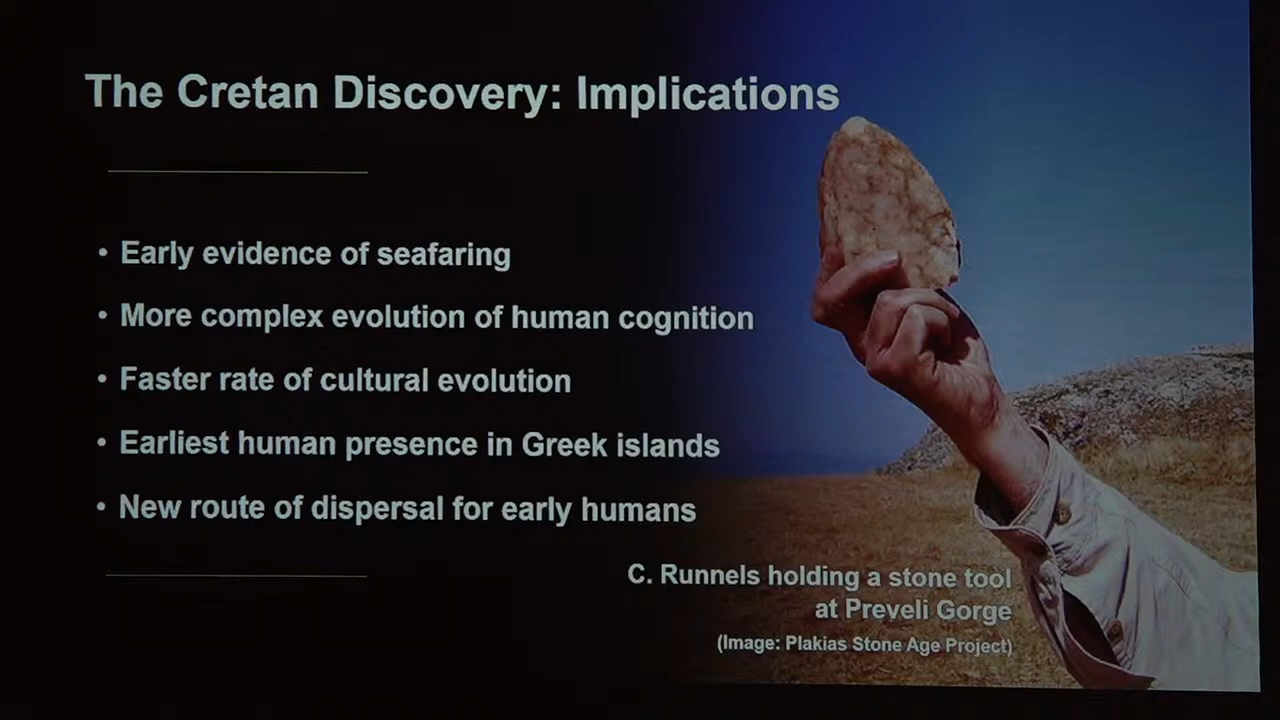 The Cretan Discovery: Implications
• Early evidence of seafaring
• More complex evolution of human cognition
• Faster rate of cultural evolution
• Earliest human presence in Greek islands
• New route of dispersal for early humans
C. Runnels holding a stone tool
at Preveli Gorge
(Image: Plakias Stone Age Project)